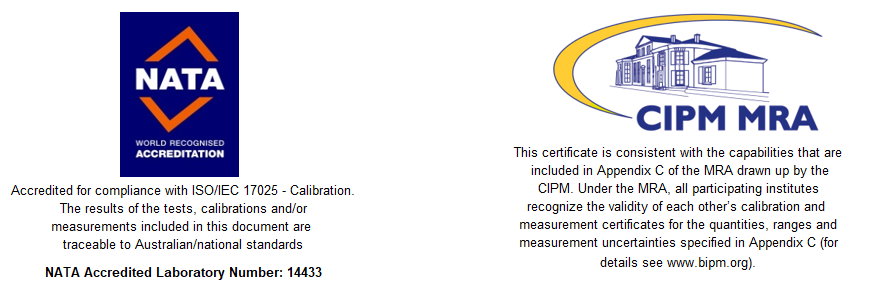 NATA
WORLD RECOGNISED
ACCREDITATION
Accredited for compliance with ISO/IEC 17025 - Calibration.
The results of the tests, calibrations and/or
measurements included in this document are
traceable to Australian/national standards
NATA Accredited Laboratory Number: 14433
CIPM MRA
This certificate is consistent with the capabilities that are
included in Appendix C of the MRA drawn up by the
CIPM. Under the MRA, all participating institutes
recognize the validity of each other's calibration and
measurement certificates for the quantities, ranges and
measurement uncertainties specified in Appendix C (for
details see www.bipm.org).